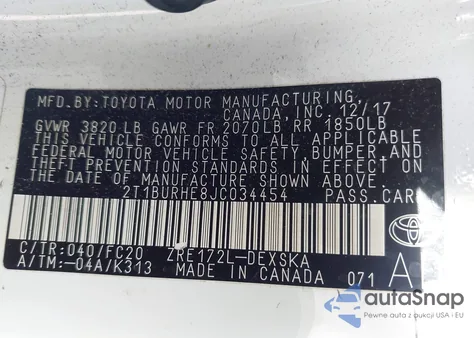 MFD.BY:TOYOTA MOTOR MANUFACTURING,
CANADA, INC. 12/17
GVWR 3820LB GAWR FR 2070LB RR 1850LB
THIS VEHICLE CONFORMS TO ALL APPLICABLE
FEDERAL MOTOR VEHICLE SAFETY, BUMPER, AND
THEFT PREVENTION STANDARDS IN EFFECT ON
THE DATE OF MANUFACTURE SHOWN ABOVE.
2T1BURHE8JC034454 PASS.CAR
C/TR:040/FC20 ZRE172L-DEXSKA
A/TM:-04A/K313 MADE IN CANADA 071 A
TOYOTA
autaSnap
Pewne auta z aukcji USA i EU